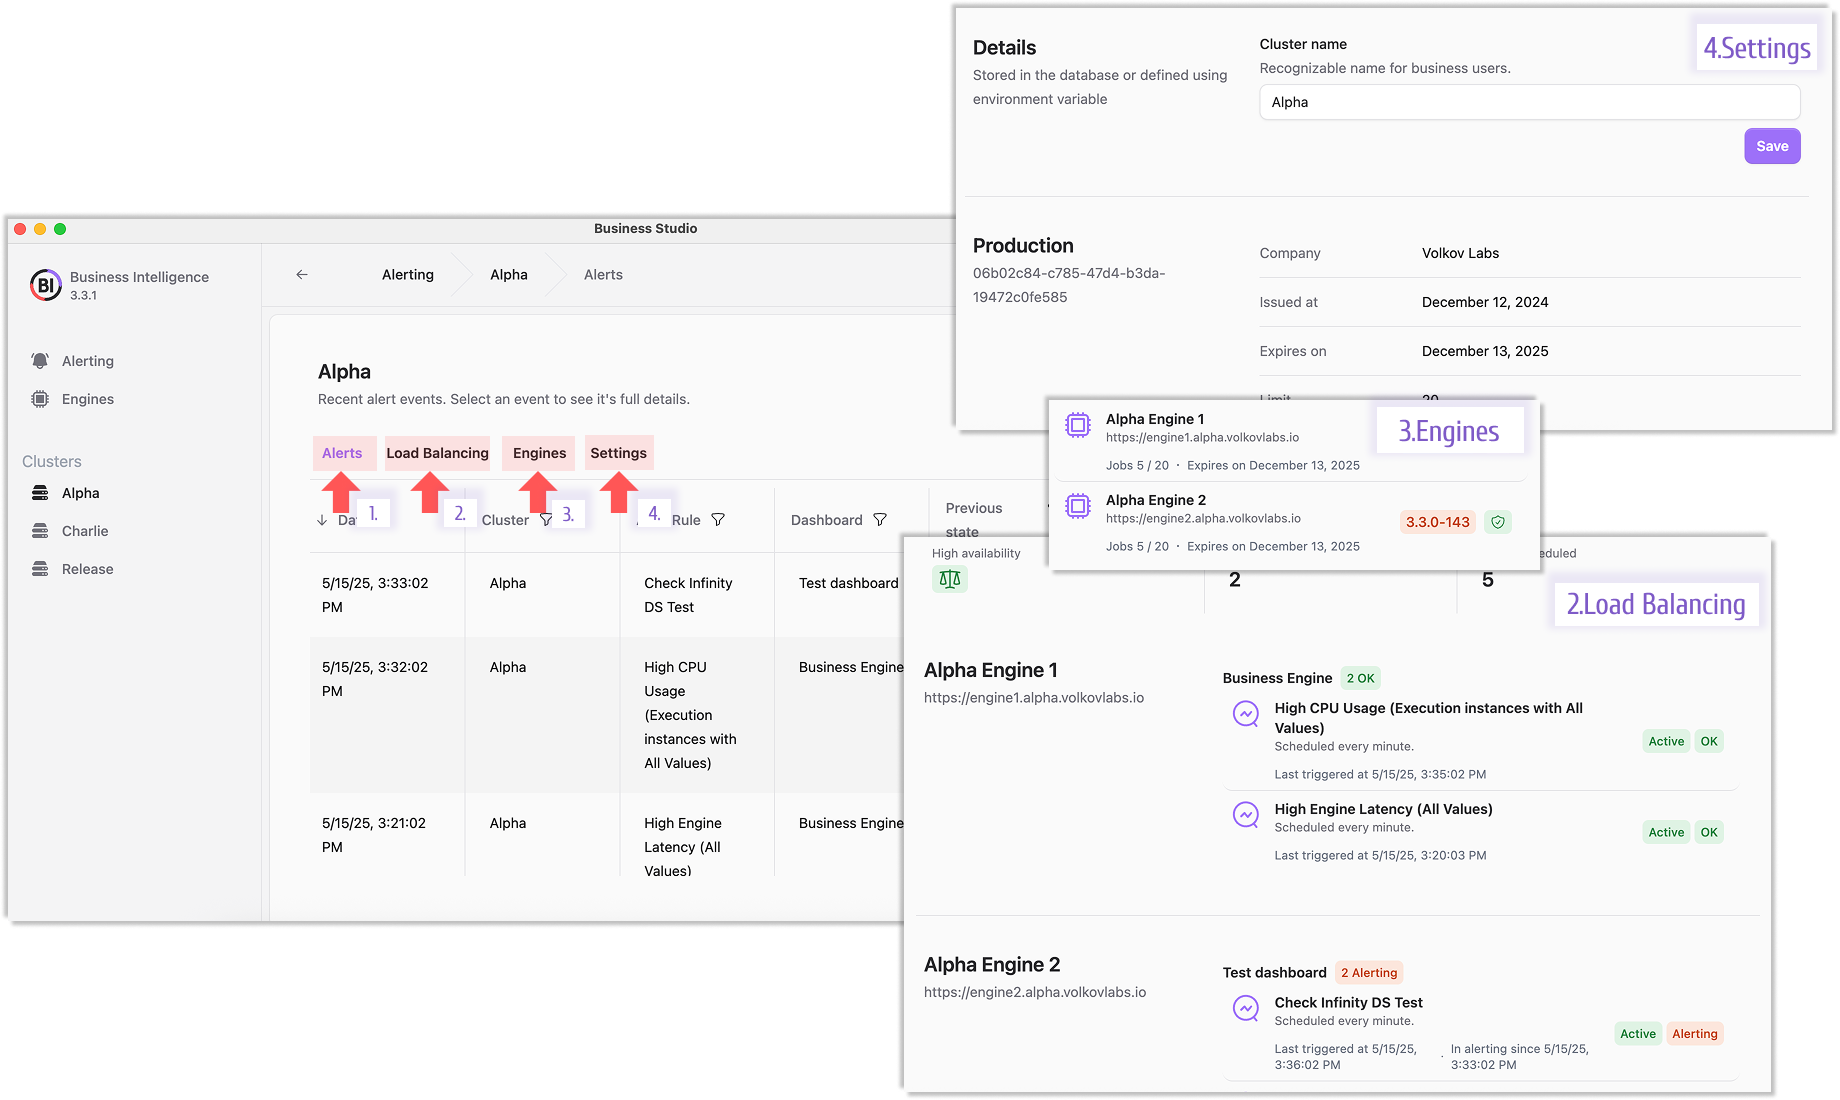 Business Studio
Business Intelligence
3.3.1
Alerting
Engines
Clusters
Alpha
Charlie
Release
Alerting
Alpha
Alerts
Alpha
Recent alert events. Select an event to see it's full details.
Alerts
Load Balancing
Engines
Settings
1.
2.
3.
4.
Cluster
Rule
Dashboard
Previous
state
5/15/25, 3:33:02
PM
Alpha
Check Infinity
DS Test
Test dashboard
5/15/25, 3:32:02
PM
Alpha
High CPU
Usage
(Execution
instances with
All Values)
Business Engine
5/15/25, 3:21:02
PM
Alpha
High Engine
Latency (All
Values)
Business Engine
4.Settings
Details
Stored in the database or defined using
environment variable
Cluster name
Recognizable name for business users.
Alpha
Save
Production
06b02c84-c785-47d4-b3da-
19472c0fe585
Company
Volkov Labs
Issued at
December 12, 2024
Expires on
December 13, 2025
Limit
20
3.Engines
Alpha Engine 1
https://engine1.alpha.volkovlabs.io
Jobs 5 / 20 · Expires on December 13, 2025
Alpha Engine 2
https://engine2.alpha.volkovlabs.io
Jobs 5 / 20 · Expires on December 13, 2025
3.3.0-143
2.Load Balancing
High availability
2
5
Alpha Engine 1
https://engine1.alpha.volkovlabs.io
Business Engine
2 OK
High CPU Usage (Execution instances with All
Values)
Scheduled every minute.
Last triggered at 5/15/25, 3:35:02 PM
Active
OK
High Engine Latency (All Values)
Scheduled every minute.
Last triggered at 5/15/25, 3:20:03 PM
Active
OK
Alpha Engine 2
https://engine2.alpha.volkovlabs.io
Test dashboard
2 Alerting
Check Infinity DS Test
Scheduled every minute.
Last triggered at 5/15/25,
3:36:02 PM
· In alerting since 5/15/25,
3:33:02 PM
Active
Alerting